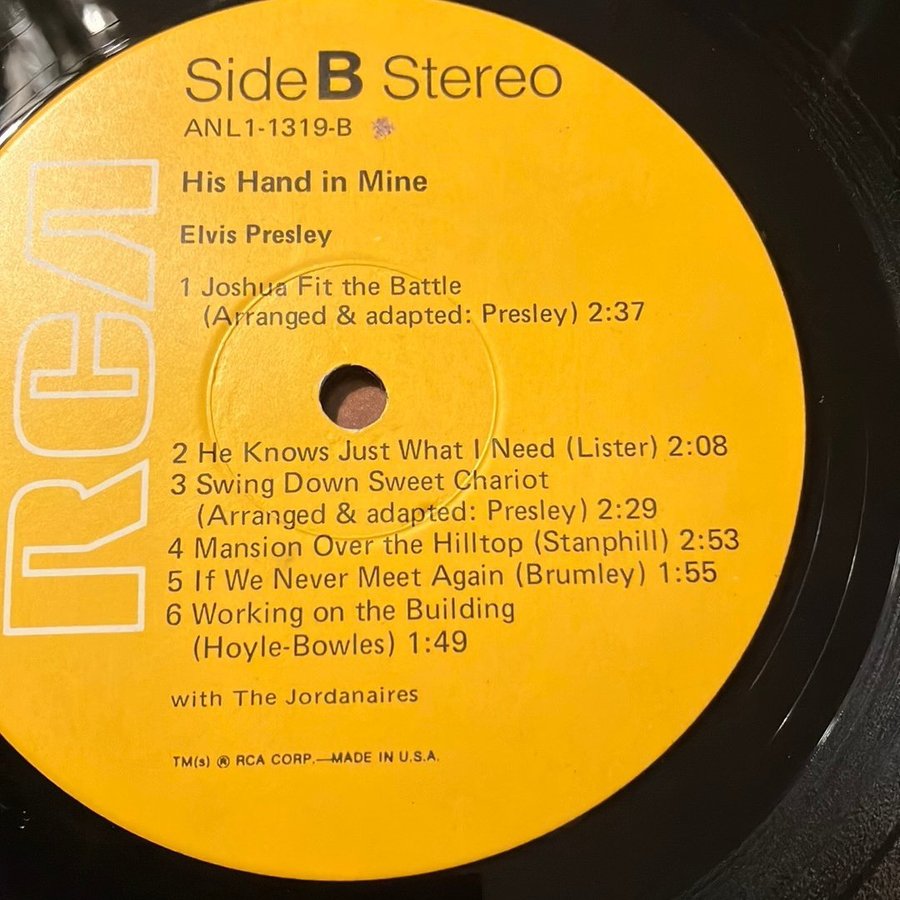 Side B Stereo
ANL1-1319-B
His Hand in Mine
Elvis Presley
1 Joshua Fit the Battle
(Arranged & adapted: Presley) 2:37
2 He Knows Just What I Need (Lister) 2:08
3 Swing Down Sweet Chariot
(Arranged & adapted: Presley) 2:29
4 Mansion Over the Hilltop (Stanphill) 2:53
5 If We Never Meet Again (Brumley) 1:55
6 Working on the Building
(Hoyle-Bowles) 1:49
with The Jordanaires
TM(s) ® RCA CORP.—MADE IN U.S.A.
RCA